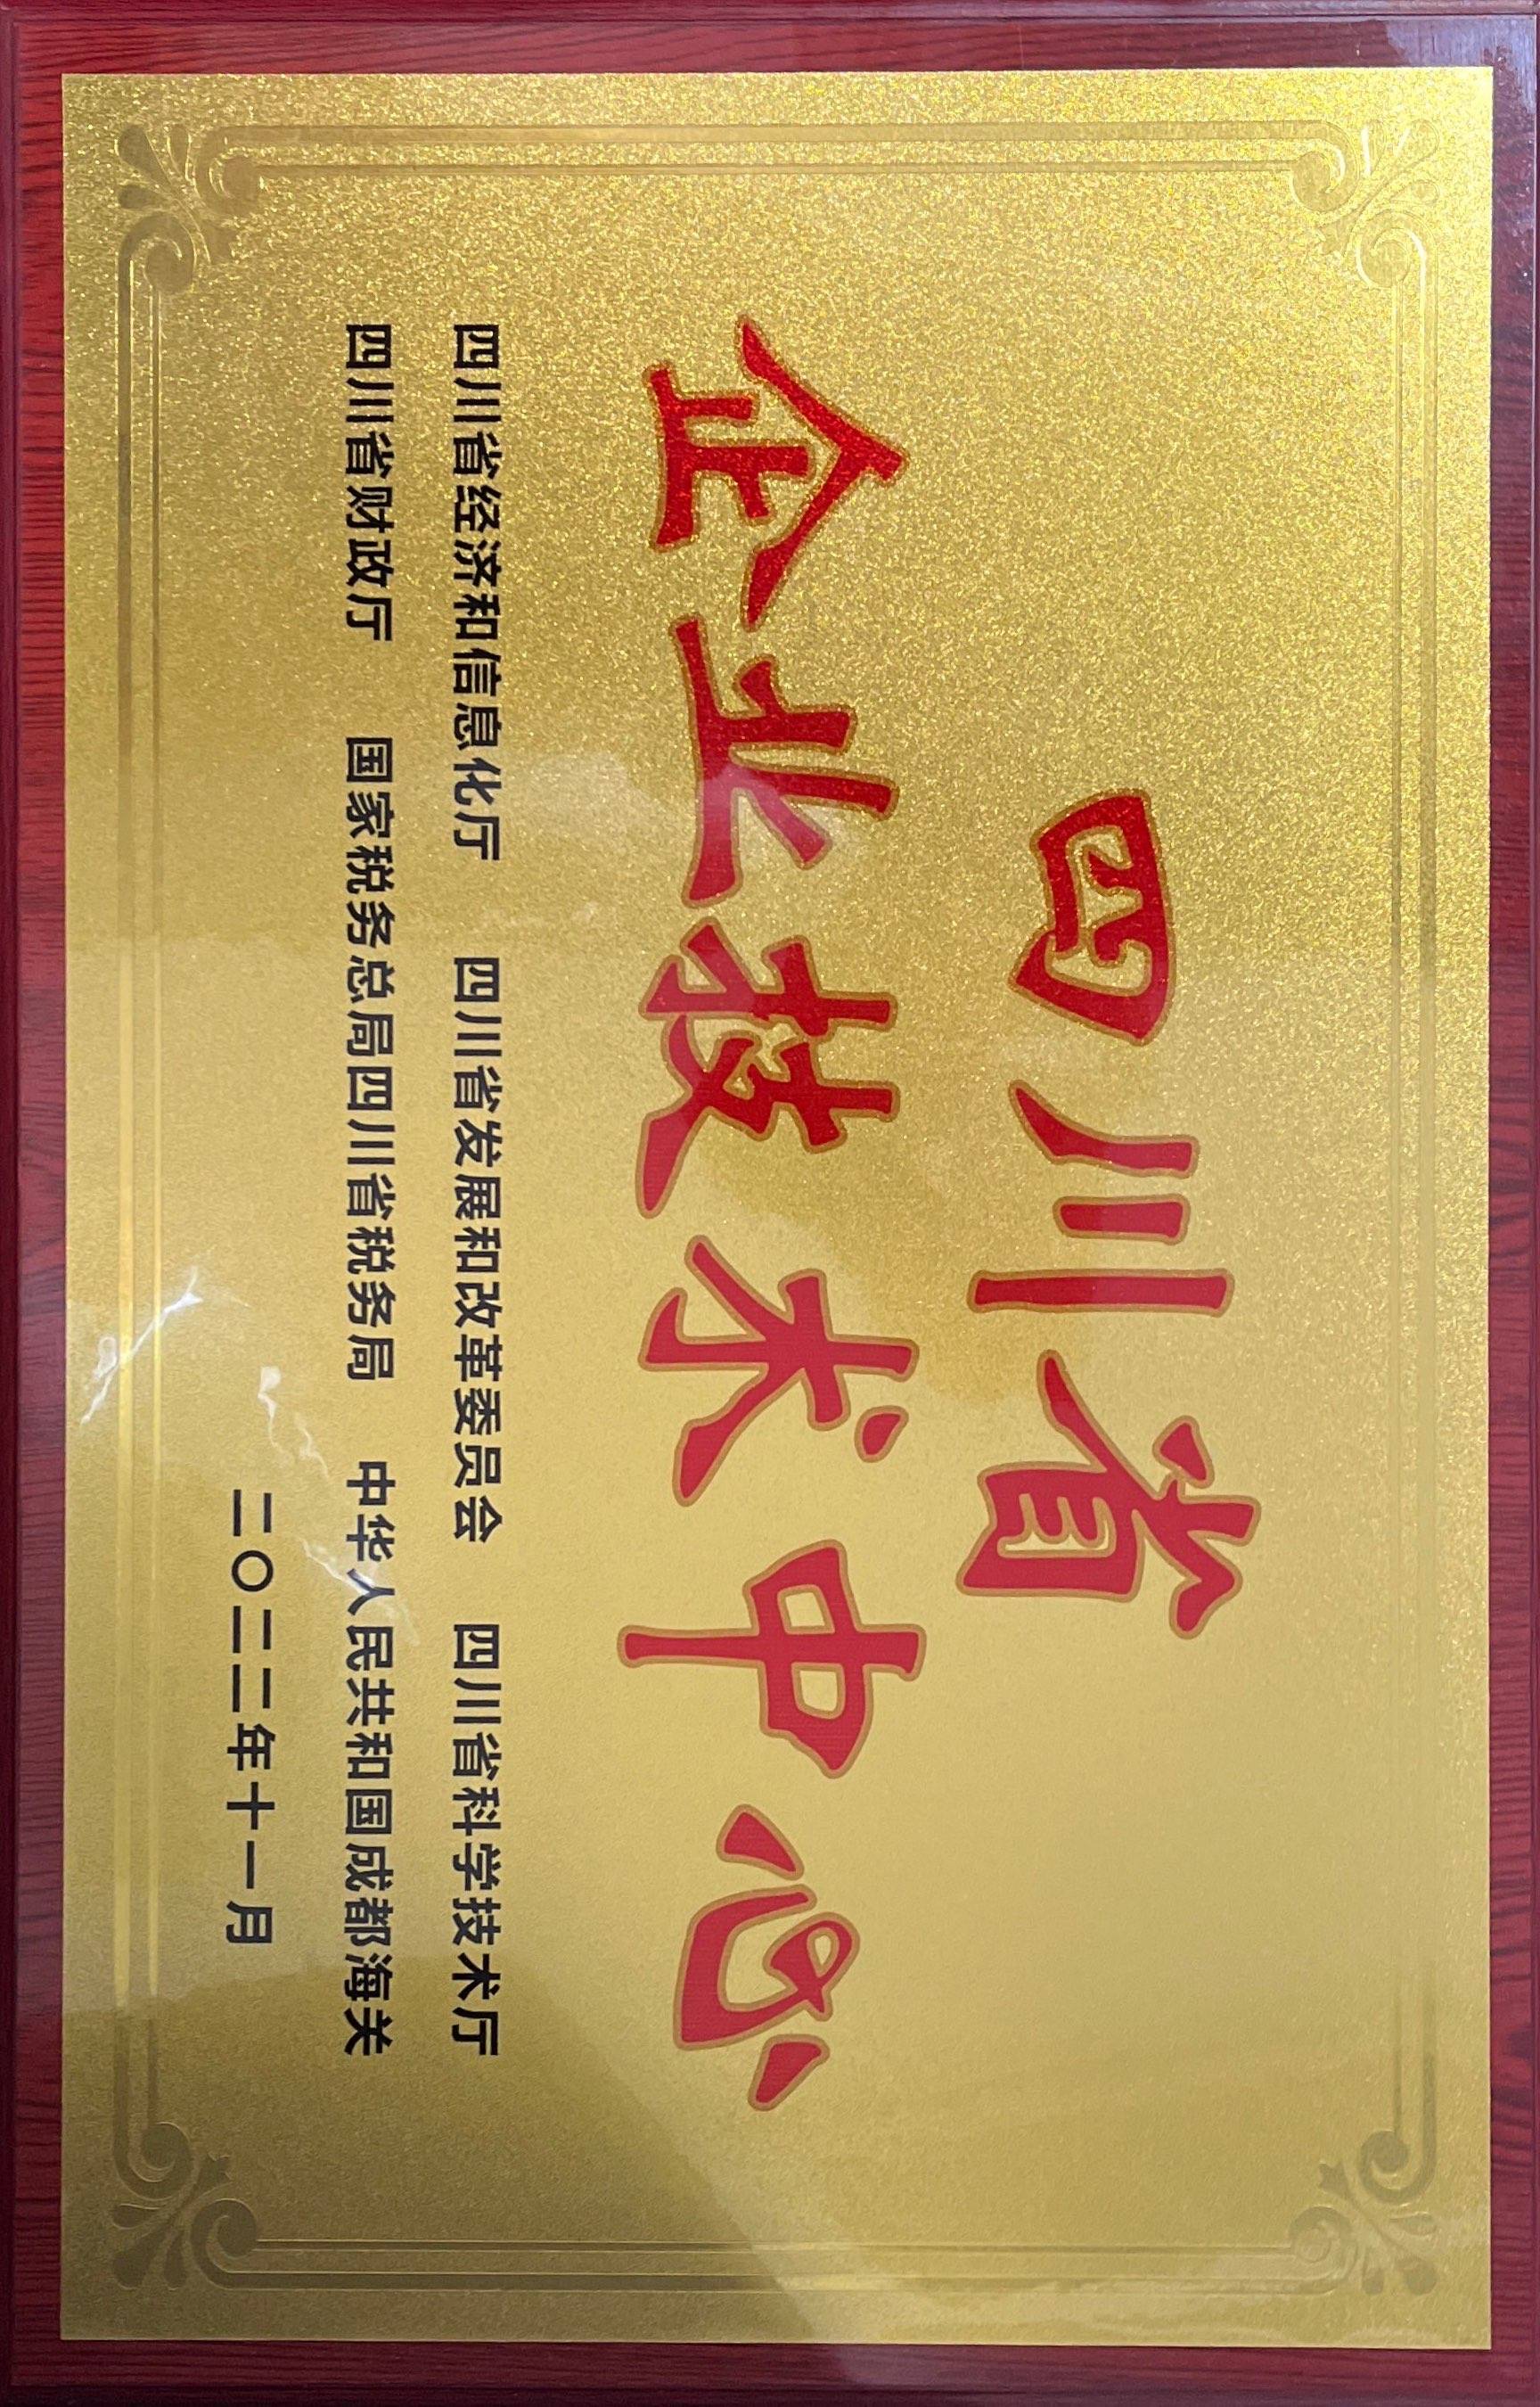 四川省
企业技术中心
四川省经济和信息化厅 四川省发展和改革委员会 四川省科学技术厅
四川省财政厅 国家税务总局四川省税务局 中华人民共和国成都海关
二〇二二年十一月